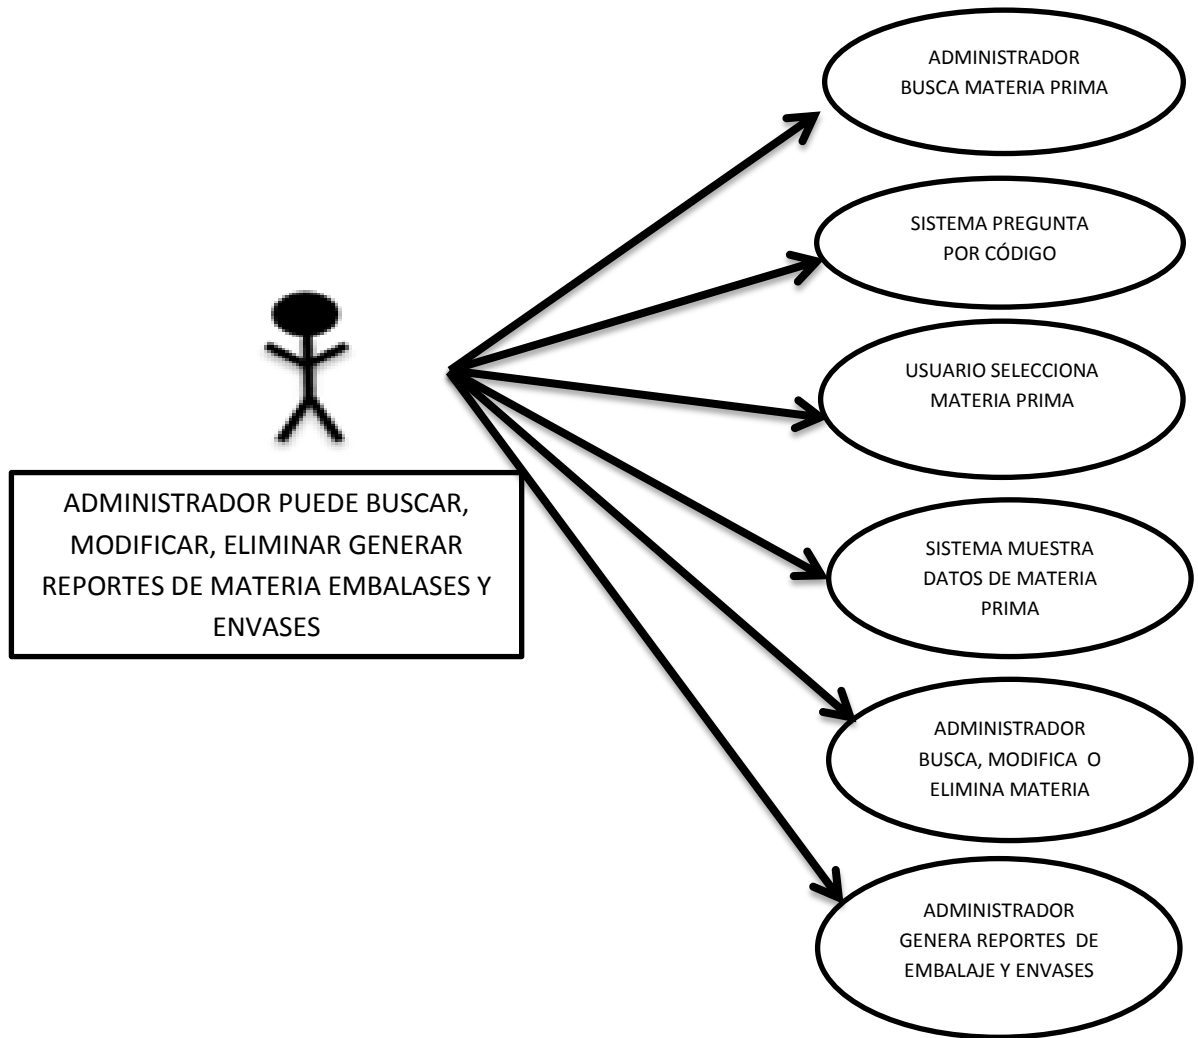 ADMINISTRADOR
BUSCA MATERIA PRIMA
SISTEMA PREGUNTA
POR CÓDIGO
USUARIO SELECCIONA
MATERIA PRIMA
ADMINISTRADOR PUEDE BUSCAR,
MODIFICAR, ELIMINAR GENERAR
REPORTES DE MATERIA EMBALASES Y
ENVASES
SISTEMA MUESTRA
DATOS DE MATERIA
PRIMA
ADMINISTRADOR
BUSCA, MODIFICA O
ELIMINA MATERIA
ADMINISTRADOR
GENERA REPORTES DE
EMBALAJE Y ENVASES